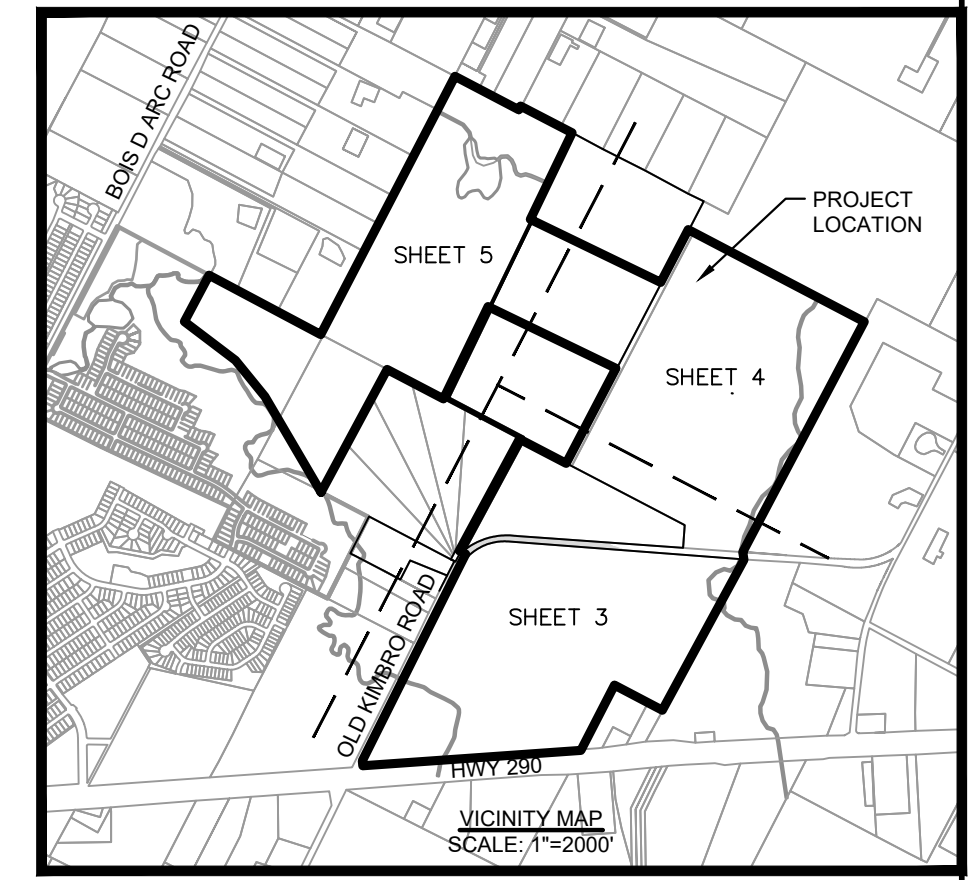 BOIS D ARC ROAD
PROJECT
LOCATION
SHEET 5
SHEET 4
SHEET 3
OLD KIMBRO ROAD
HWY 290
VICINITY MAP
SCALE: 1"=2000'